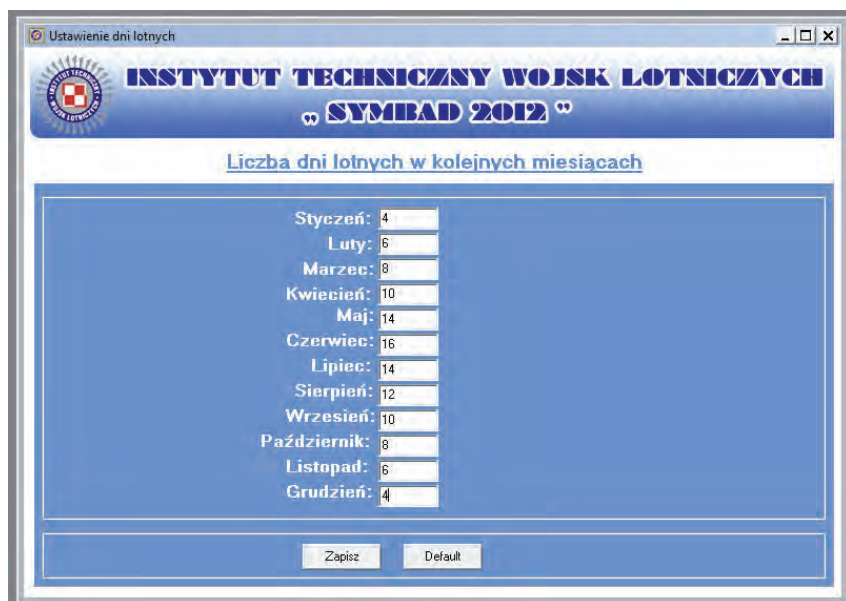 Ustawienie dni lotnych
INSTYTUT TECHNICZNY WOJSK LOTNICZYCH
„ SYMBAD 2012 ”
Liczba dni lotnych w kolejnych miesiącach
Styczeń: 4
Luty: 6
Marzec: 8
Kwiecień: 10
Maj: 14
Czerwiec: 16
Lipiec: 14
Sierpień: 12
Wrzesień: 10
Październik: 8
Listopad: 6
Grudzień: 4
Zapisz Default